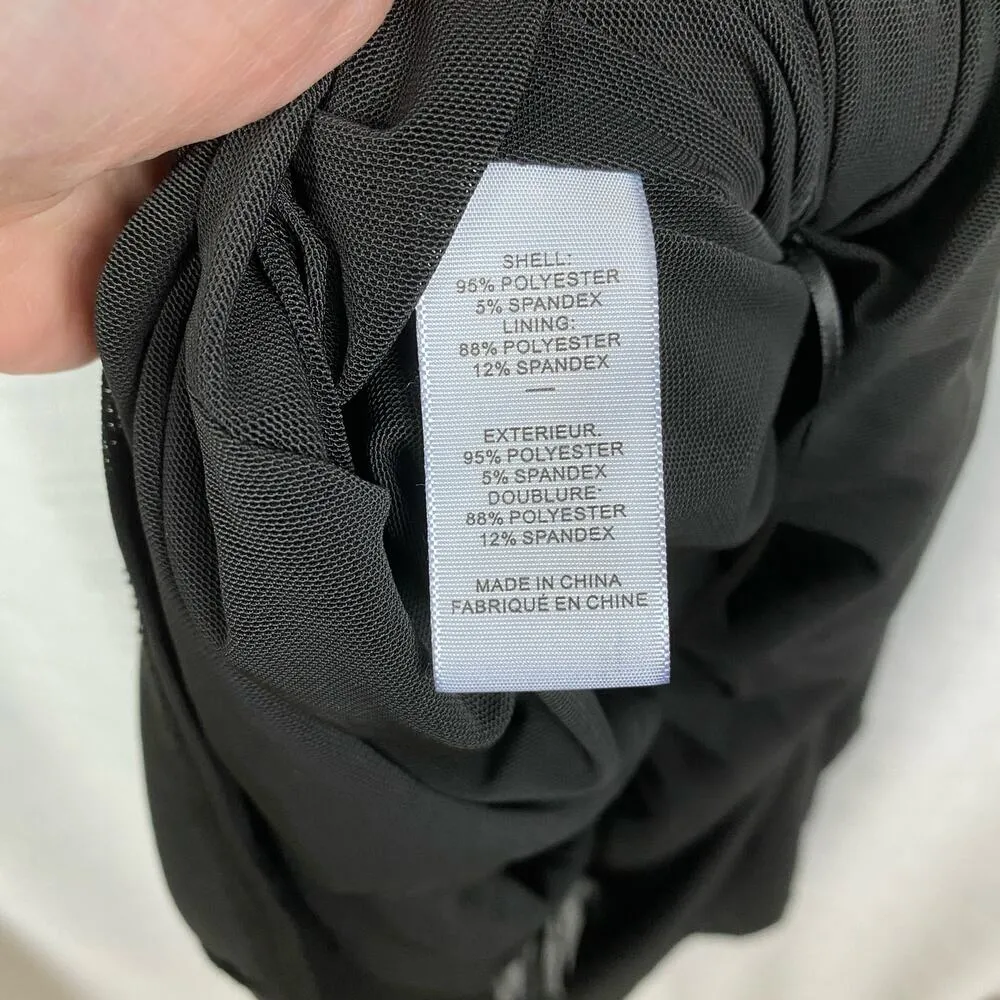 SHELL:
95% POLYESTER
5% SPANDEX
LINING:
88% POLYESTER
12% SPANDEX
—
EXTERIEUR.
95% POLYESTER
5% SPANDEX
DOUBLURE
88% POLYESTER
12% SPANDEX
MADE IN CHINA
FABRIQUÉ EN CHINE